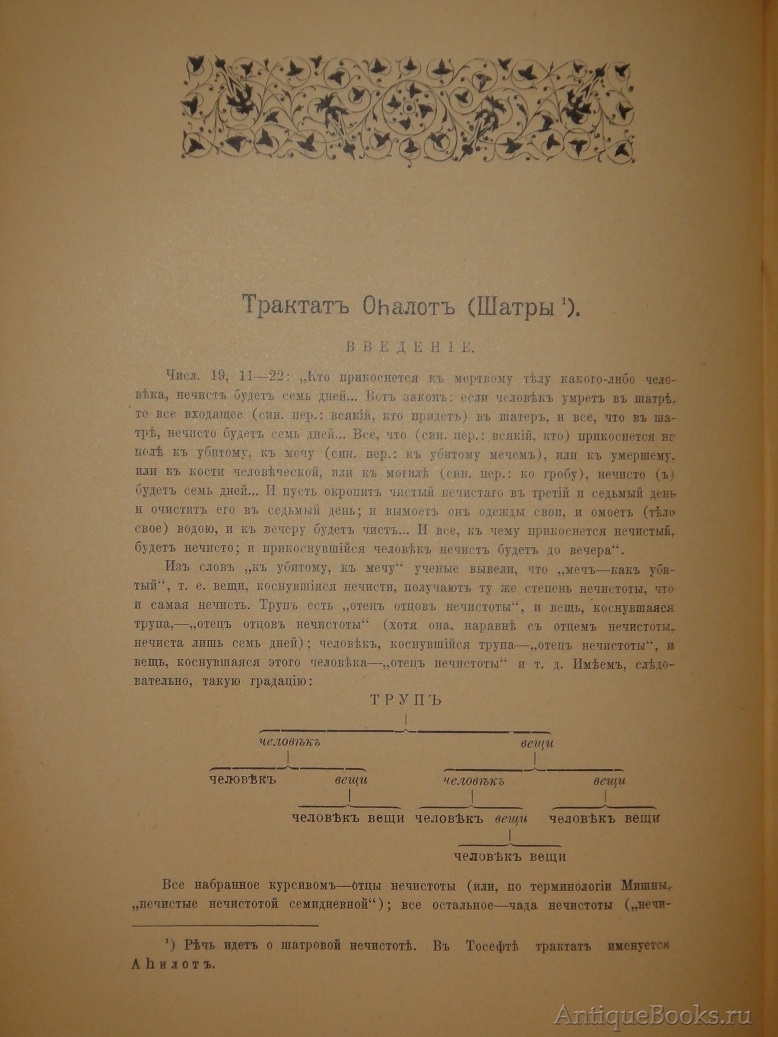 Трактатъ Оһалотъ (Шатры ¹).
ВВЕДЕНІЕ.
Числ. 19, 11—22: „Кто прикоснется къ мертвому тѣлу какого-либо чело-
вѣка, нечистъ будетъ семь дней... Вотъ законъ: если человѣкъ умретъ въ шатрѣ,
то все входящее (син. пер.: всякій, кто придетъ) въ шатеръ, и все, что въ ша-
трѣ, нечисто будетъ семь дней... Все, что (син. пер.: всякій, кто) прикоснется на
полѣ къ убитому, къ мечу (син. пер.: къ убитому мечемъ), или къ умершему,
или къ кости человѣческой, или къ могилѣ (син. пер.: ко гробу), нечисто (ъ)
будетъ семь дней... И пусть окропитъ чистый нечистаго въ третій и седьмый день
и очиститъ его въ седьмый день; и вымоетъ онъ одежды свои, и омоетъ (тѣло
свое) водою, и къ вечеру будетъ чистъ... И все, къ чему прикоснется нечистый,
будетъ нечисто; и прикоснувшійся человѣкъ нечистъ будетъ до вечера“.
Изъ словъ „къ убитому, къ мечу“ ученые вывели, что „мечъ—какъ уби-
тый“, т. е. вещи, коснувшіяся нечисти, получаютъ ту же степень нечистоты, что
и самая нечисть. Трупъ есть „отецъ отцовъ нечистоты“, и вещь, коснувшаяся
трупа,—„отецъ отцовъ нечистоты“ (хотя она, наравнѣ съ отцемъ нечистоты,
нечиста лишь семь дней); человѣкъ, коснувшійся трупа—„отецъ нечистоты“, и
вещь, коснувшаяся этого человѣка—„отецъ нечистоты“ и т. д. Имѣемъ, слѣдо-
вательно, такую градацію:
ТРУПЪ
человѣкъ вещи
человѣкъ вещи человѣкъ вещи
человѣкъ вещи человѣкъ вещи человѣкъ вещи
человѣкъ вещи
Все набранное курсивомъ—отцы нечистоты (или, по терминологіи Мишны,
„нечистые нечистотой семидневной“); все остальное—чада нечистоты („нечи-
¹) Рѣчь идетъ о шатровой нечистотѣ. Въ Тосефтѣ трактатъ именуется
Аһилотъ.
AntiqueBooks.ru